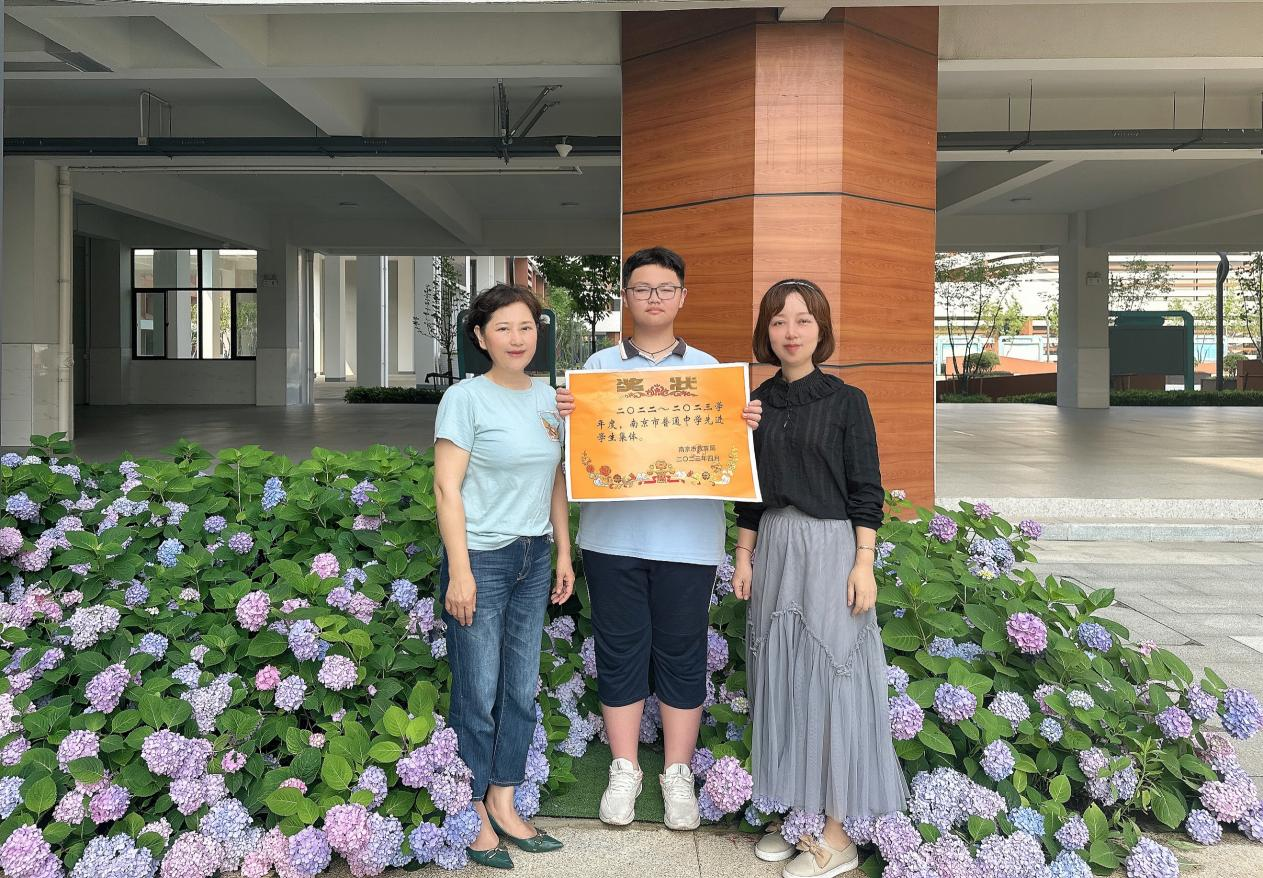 奖状
二〇二二～二〇二三学
年度，南京市普通中学先进
学生集体。
南京市教育局
二〇二三年四月